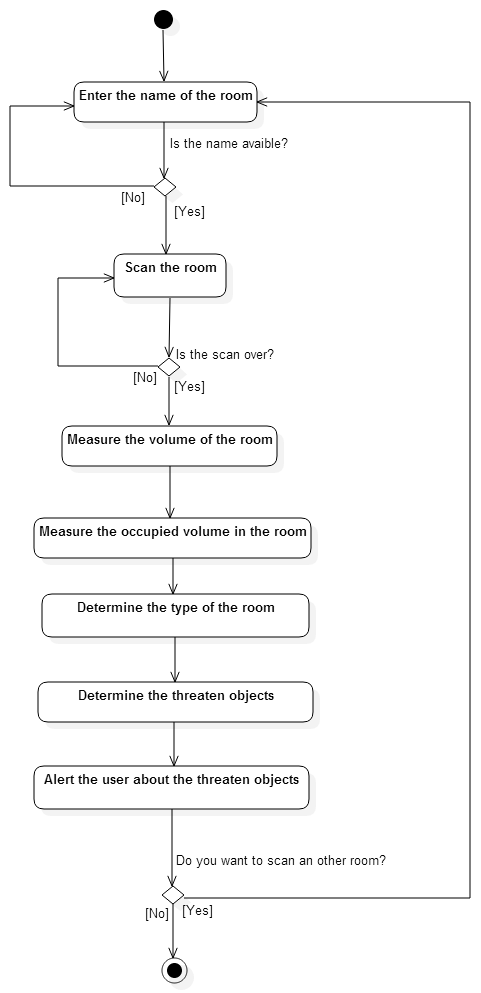 Enter the name of the room
Is the name avaible?
[No]
[Yes]
Scan the room
Is the scan over?
[No]
[Yes]
Measure the volume of the room
Measure the occupied volume in the room
Determine the type of the room
Determine the threaten objects
Alert the user about the threaten objects
Do you want to scan an other room?
[No]
[Yes]